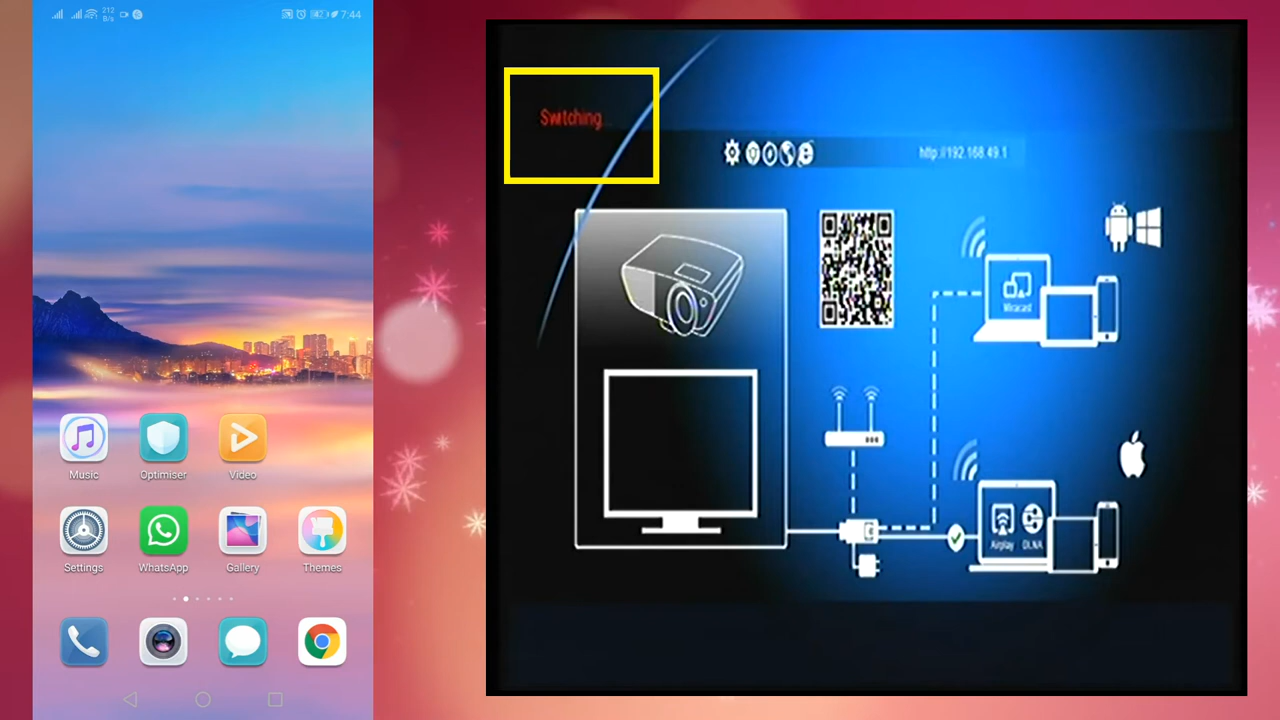 212
B/s
7:44
Music
Optimiser
Video
Settings
WhatsApp
Gallery
Themes
Switching
http://192.168.49.1
Miracast
Airplay
DLNA